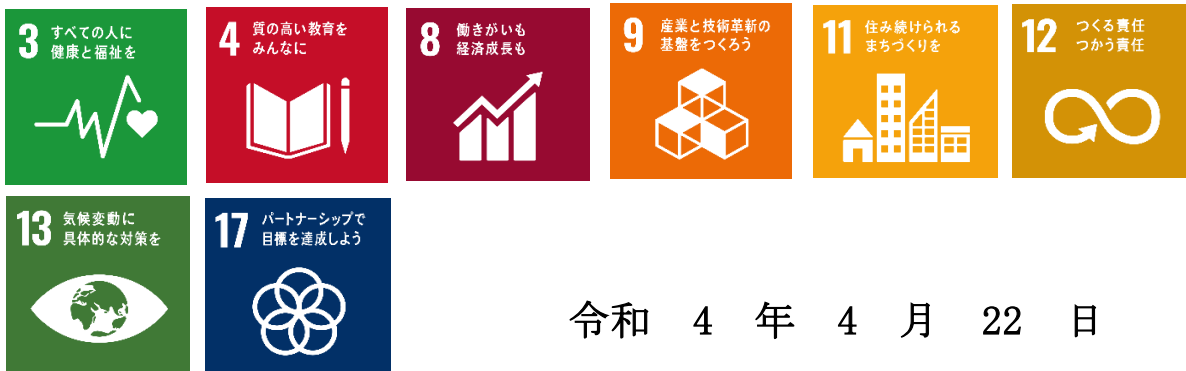 3 すべての人に
健康と福祉を
4 質の高い教育を
みんなに
8 働きがいも
経済成長も
9 産業と技術革新の
基盤をつくろう
11 住み続けられる
まちづくりを
12 つくる責任
つかう責任
13 気候変動に
具体的な対策を
17 パートナーシップで
目標を達成しよう
令和 4 年 4 月 22 日